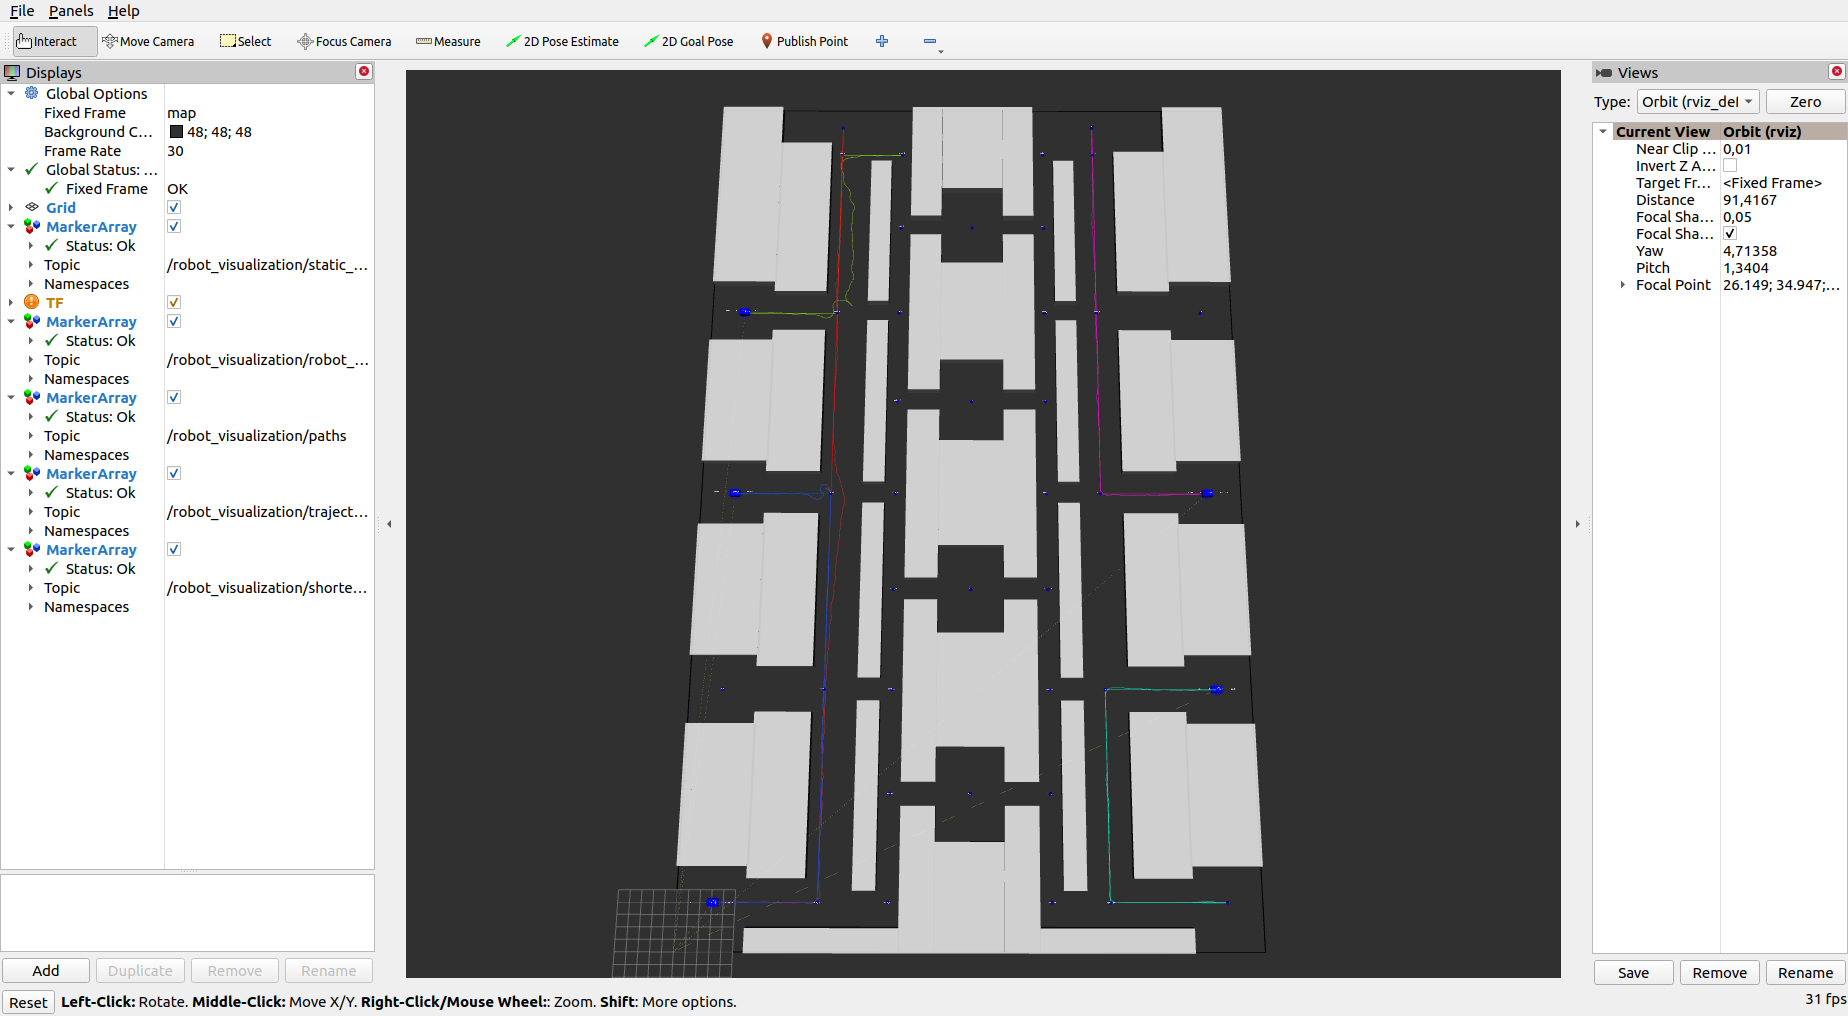 File Panels Help
Interact Move Camera Select Focus Camera Measure 2D Pose Estimate 2D Goal Pose Publish Point
Displays
Global Options
Fixed Frame map
Background C... 48; 48; 48
Frame Rate 30
Global Status: ...
Fixed Frame OK
Grid
MarkerArray
Status: Ok
Topic /robot_visualization/static_...
Namespaces
TF
MarkerArray
Status: Ok
Topic /robot_visualization/robot_...
Namespaces
MarkerArray
Status: Ok
Topic /robot_visualization/paths
Namespaces
MarkerArray
Status: Ok
Topic /robot_visualization/traject...
Namespaces
MarkerArray
Status: Ok
Topic /robot_visualization/shorte...
Namespaces
Add Duplicate Remove Rename
Views
Type: Orbit (rviz_def Zero
Current View Orbit (rviz)
Near Clip ... 0,01
Invert Z A...
Target Fr... <Fixed Frame>
Distance 91,4167
Focal Sha... 0,05
Focal Sha...
Yaw 4,71358
Pitch 1,3404
Focal Point 26.149; 34.947;...
Save Remove Rename
Reset Left-Click: Rotate. Middle-Click: Move X/Y. Right-Click/Mouse Wheel:: Zoom. Shift: More options. 31 fps